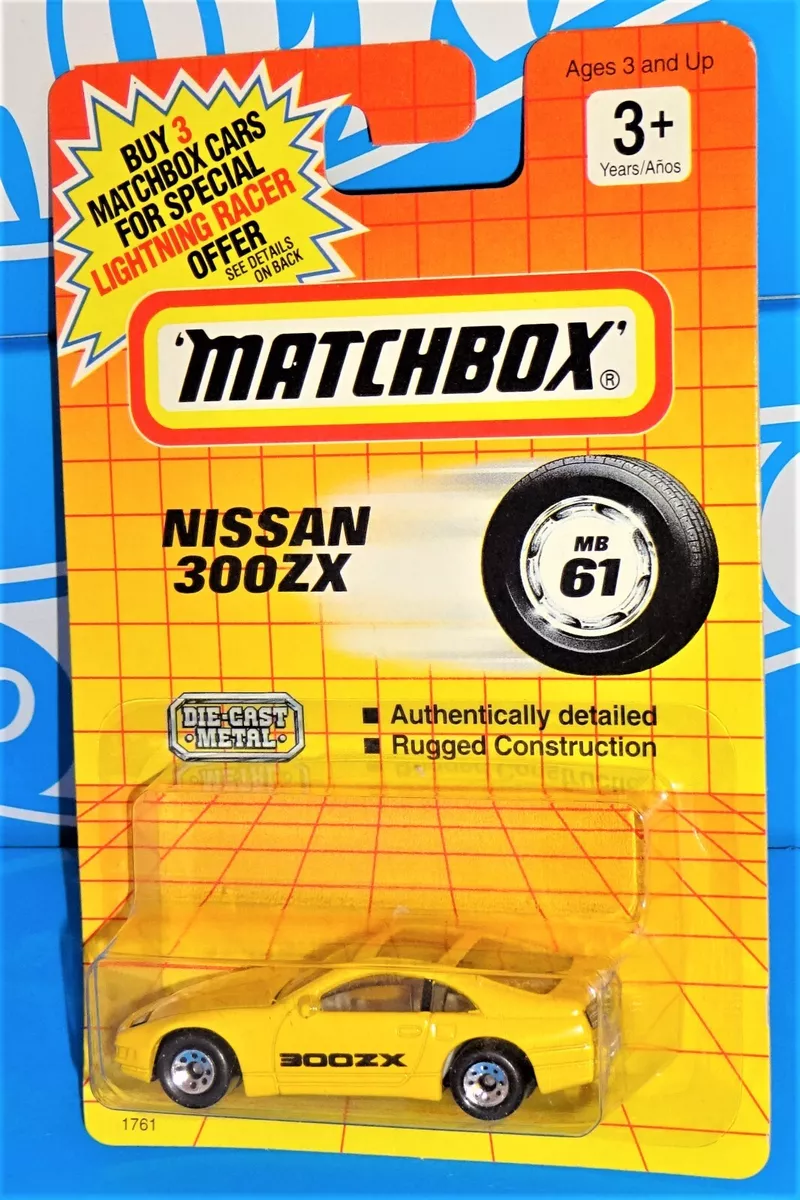 BUY 3
MATCHBOX CARS
FOR SPECIAL
LIGHTNING RACER
OFFER
SEE DETAILS
ON BACK
Ages 3 and Up
3+
Years/Años
'MATCHBOX'®
NISSAN
300ZX
MB
61
DIE-CAST
•METAL•
■ Authentically detailed
■ Rugged Construction
300ZX
1761